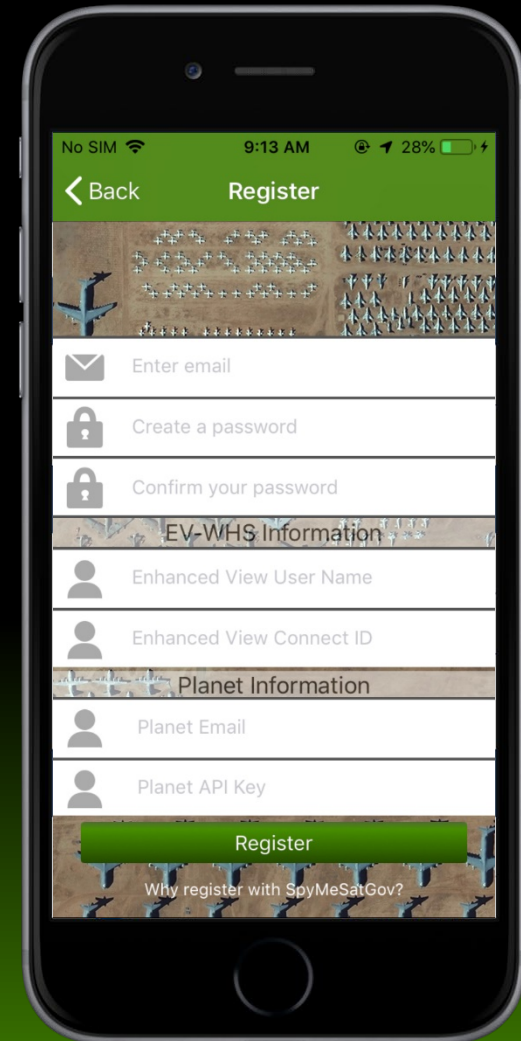 No SIM 9:13 AM 28%
Back Register
Enter email
Create a password
Confirm your password
EV-WHS Information
Enhanced View User Name
Enhanced View Connect ID
Planet Information
Planet Email
Planet API Key
Register
Why register with SpyMeSatGov?